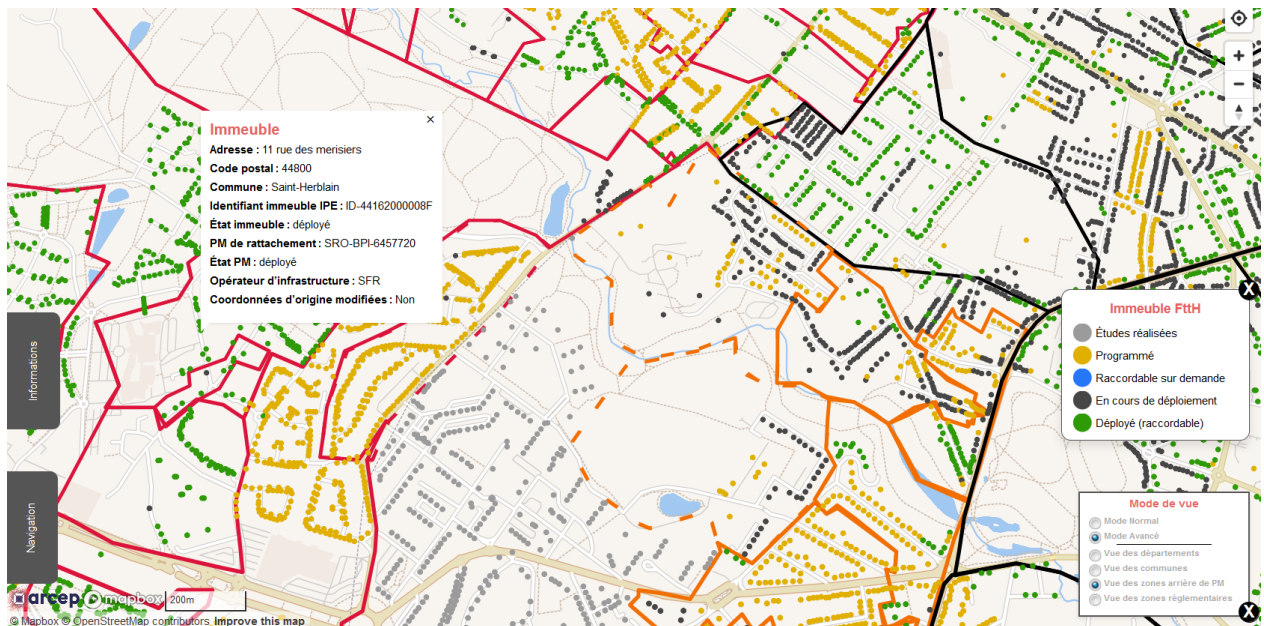 Immeuble
×
Adresse : 11 rue des merisiers
Code postal : 44800
Commune : Saint-Herblain
Identifiant immeuble IPE : ID-44162000008F
État immeuble : déployé
PM de rattachement : SRO-BPI-6457720
État PM : déployé
Opérateur d'infrastructure : SFR
Coordonnées d'origine modifiées : Non
+
−
X
Immeuble FttH
Études réalisées
Programmé
Raccordable sur demande
En cours de déploiement
Déployé (raccordable)
Informations
Navigation
Mode de vue
Mode Normal
Mode Avancé
Vue des départements
Vue des communes
Vue des zones arrière de PM
Vue des zones règlementaires
X
arcep mapbox 200m
© Mapbox © OpenStreetMap contributors Improve this map